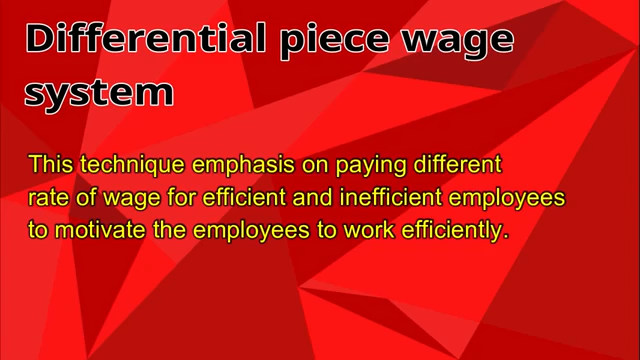 Differential piece wage
system
This technique emphasis on paying different
rate of wage for efficient and inefficient employees
to motivate the employees to work efficiently.